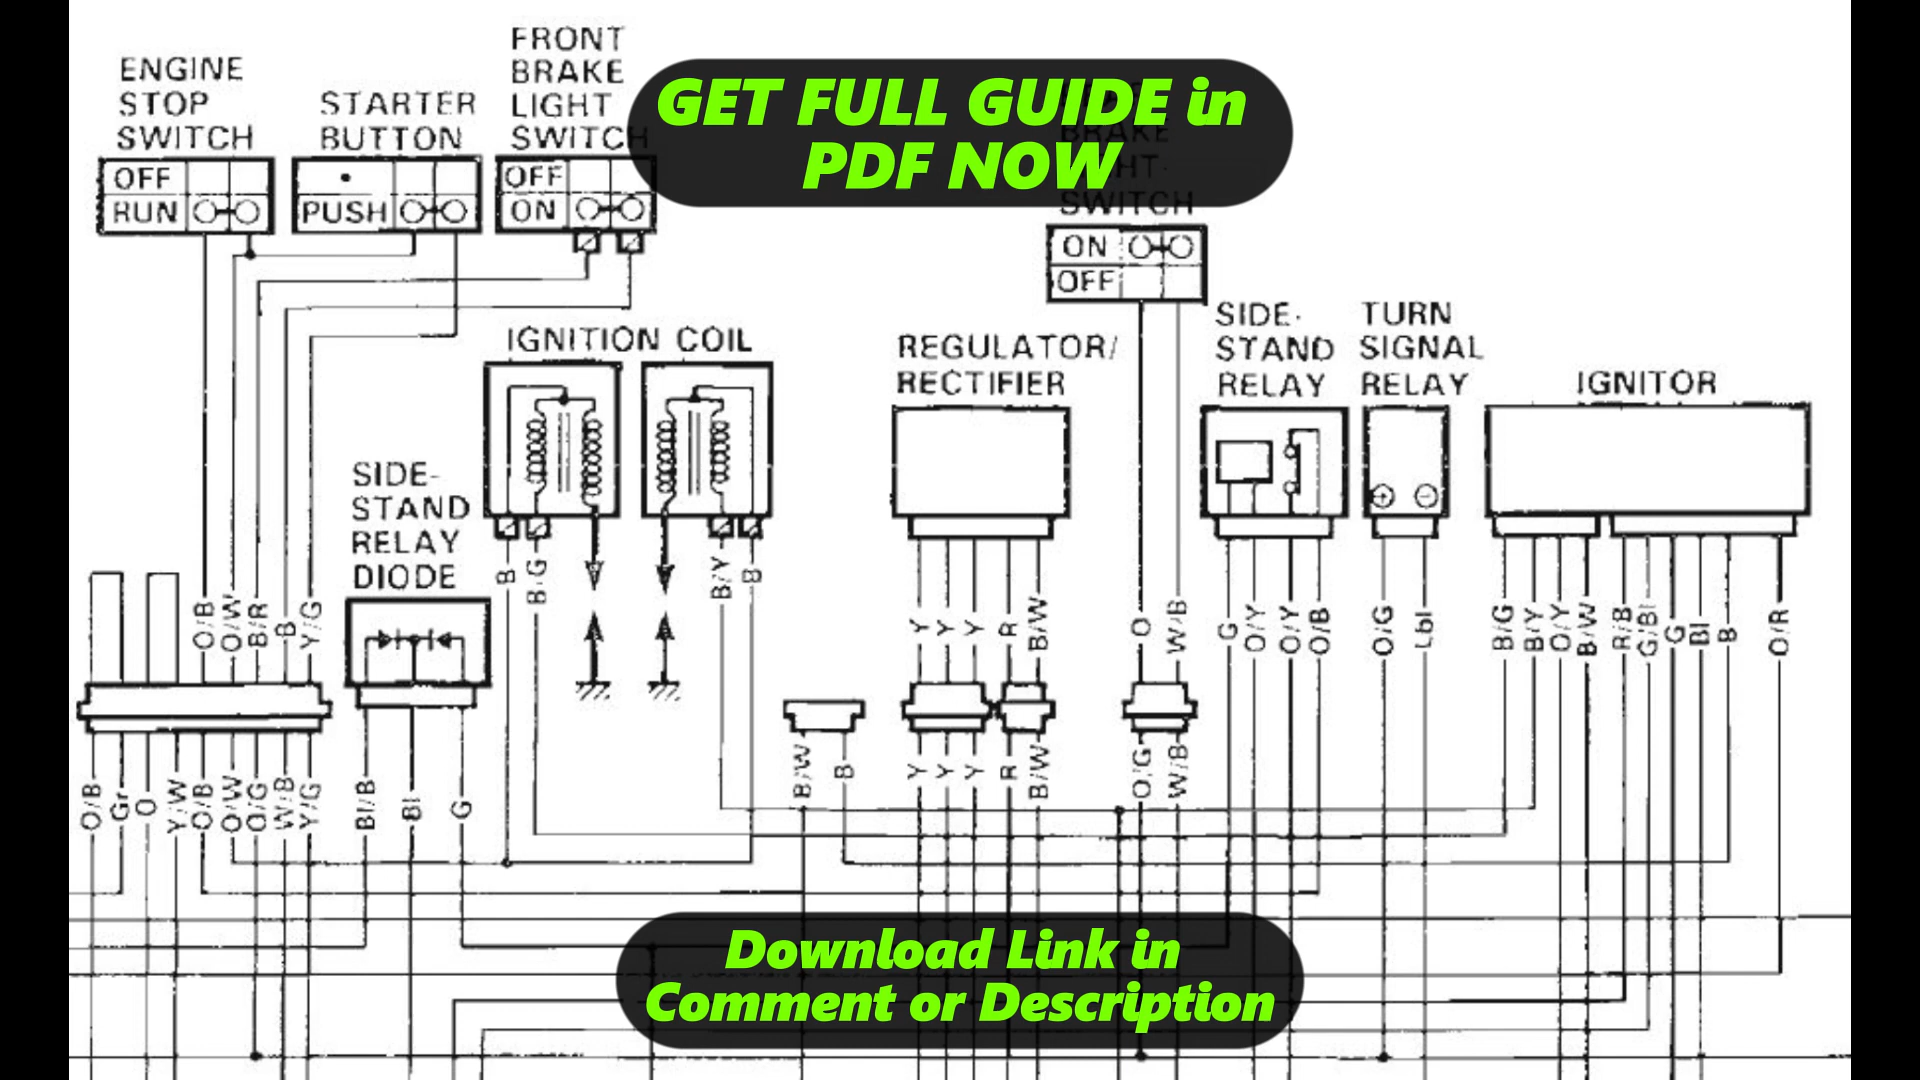 ENGINE
STOP
SWITCH
OFF
RUN
STARTER
BUTTON
PUSH
FRONT
BRAKE
LIGHT
SWITCH
OFF
ON
GET FULL GUIDE in
PDF NOW
BRAKE
SWITCH
ON
OFF
IGNITION COIL
REGULATOR/
RECTIFIER
SIDE-
STAND
RELAY
TURN
SIGNAL
RELAY
IGNITOR
SIDE-
STAND
RELAY
DIODE
O/B
O/W
B/R
B
Y/G
B
B/G
B/Y
B
Y
Y
Y
R
B/W
O
W/B
G
O/Y
O/Y
O/B
O/G
Lbl
B/G
B/Y
O/Y
B/W
R/B
G/Bl
G
Bl
B
O/R
O/B
Gr
O
Y/W
O/B
O/W
O/G
W/B
Y/G
Bl/B
Bl
G
B/W
B
Y
Y
Y
R
B/W
O/G
W/B
Download Link in
Comment or Description